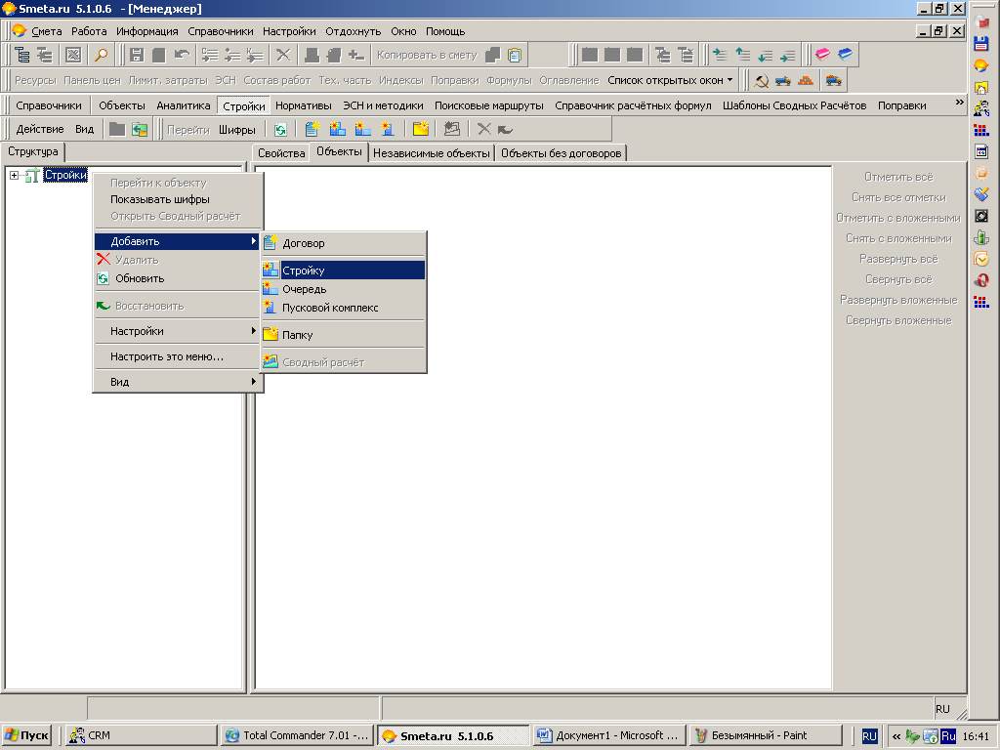 Smeta.ru 5.1.0.6 - [Менеджер]
Смета Работа Информация Справочники Настройки Отдохнуть Окно Помощь
Копировать в смету
Ресурсы Панель цен Лимит. затраты ЭСН Состав работ Тех. часть Индексы Поправки Формулы Оглавление Список открытых окон
Справочники Объекты Аналитика Стройки Нормативы ЭСН и методики Поисковые маршруты Справочник расчётных формул Шаблоны Сводных Расчётов Поправки »
Действие Вид Перейти Шифры
Структура Свойства Объекты Независимые объекты Объекты без договоров
Стройки
Перейти к объекту
Показывать шифры
Открыть Сводный расчёт
Добавить
Удалить
Обновить
Восстановить
Настройки
Настроить это меню...
Вид
Договор
Стройку
Очередь
Пусковой комплекс
Папку
Сводный расчёт
Отметить всё
Снять все отметки
Отметить с вложенными
Снять с вложенными
Развернуть всё
Свернуть всё
Развернуть вложенные
Свернуть вложенные
RU
Пуск CRM Total Commander 7.01 -... Smeta.ru 5.1.0.6 Документ1 - Microsoft ... Безымянный - Paint RU « Ru 16:41